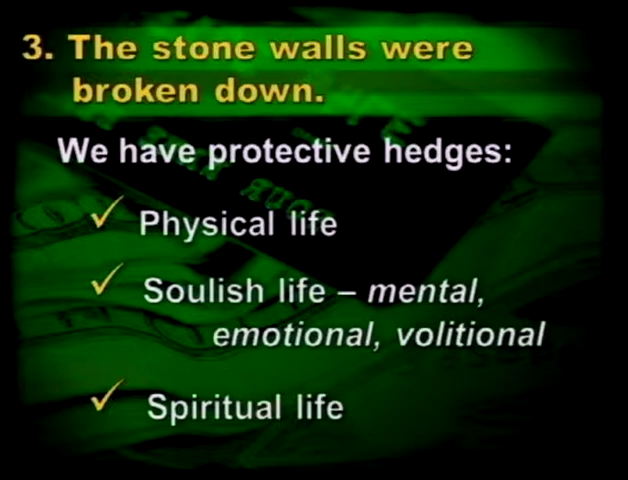 3. The stone walls were
broken down.
We have protective hedges:
✓ Physical life
✓ Soulish life – mental,
emotional, volitional
✓ Spiritual life